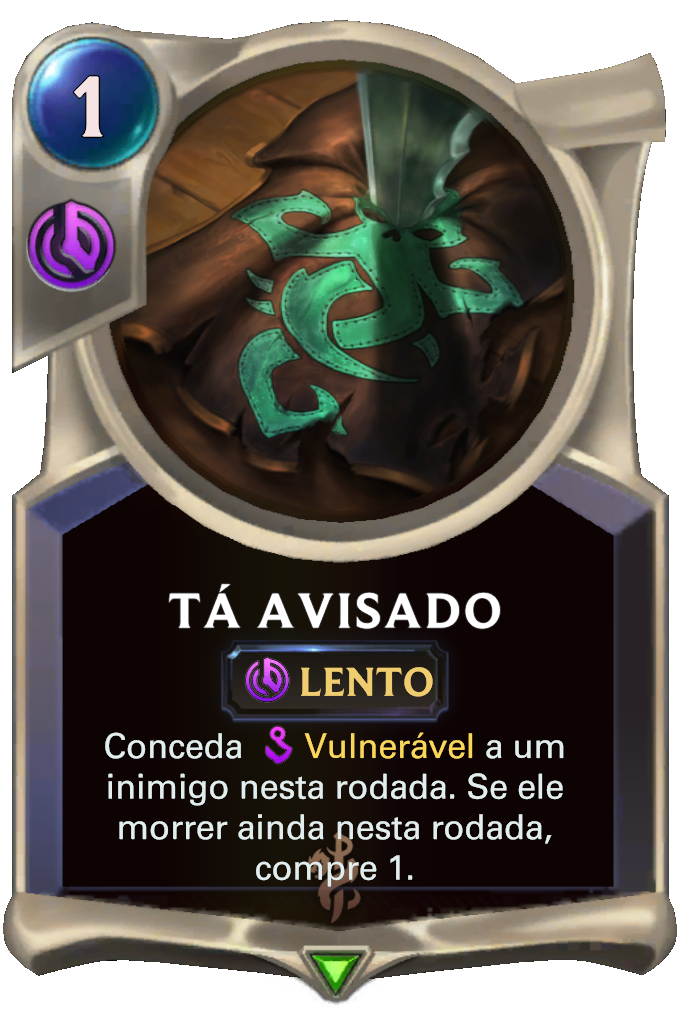 1
TÁ AVISADO
LENTO
Conceda Vulnerável a um
inimigo nesta rodada. Se ele
morrer ainda nesta rodada,
compre 1.